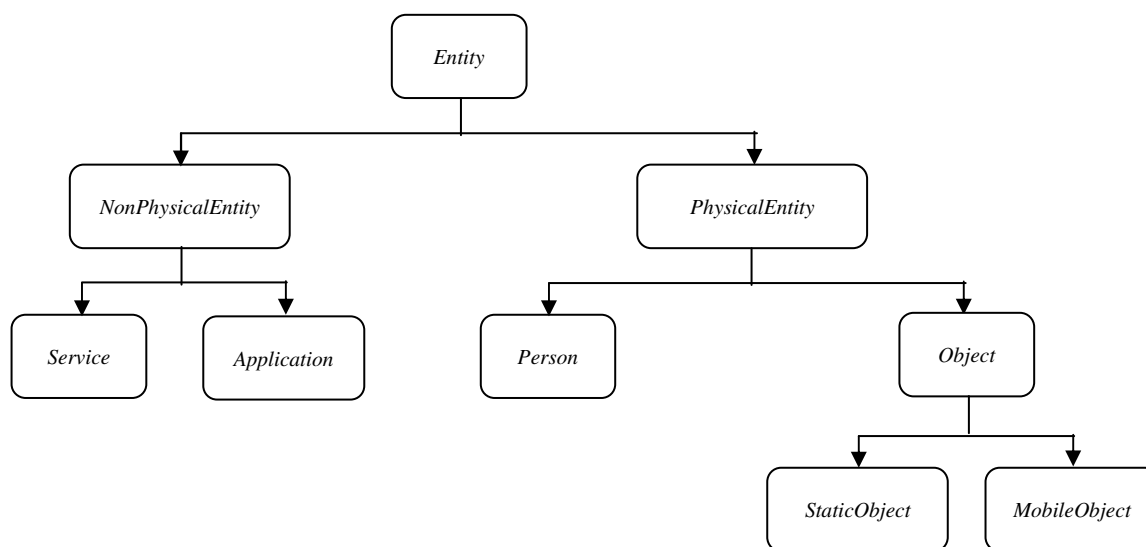 Entity
NonPhysicalEntity
PhysicalEntity
Service
Application
Person
Object
StaticObject
MobileObject